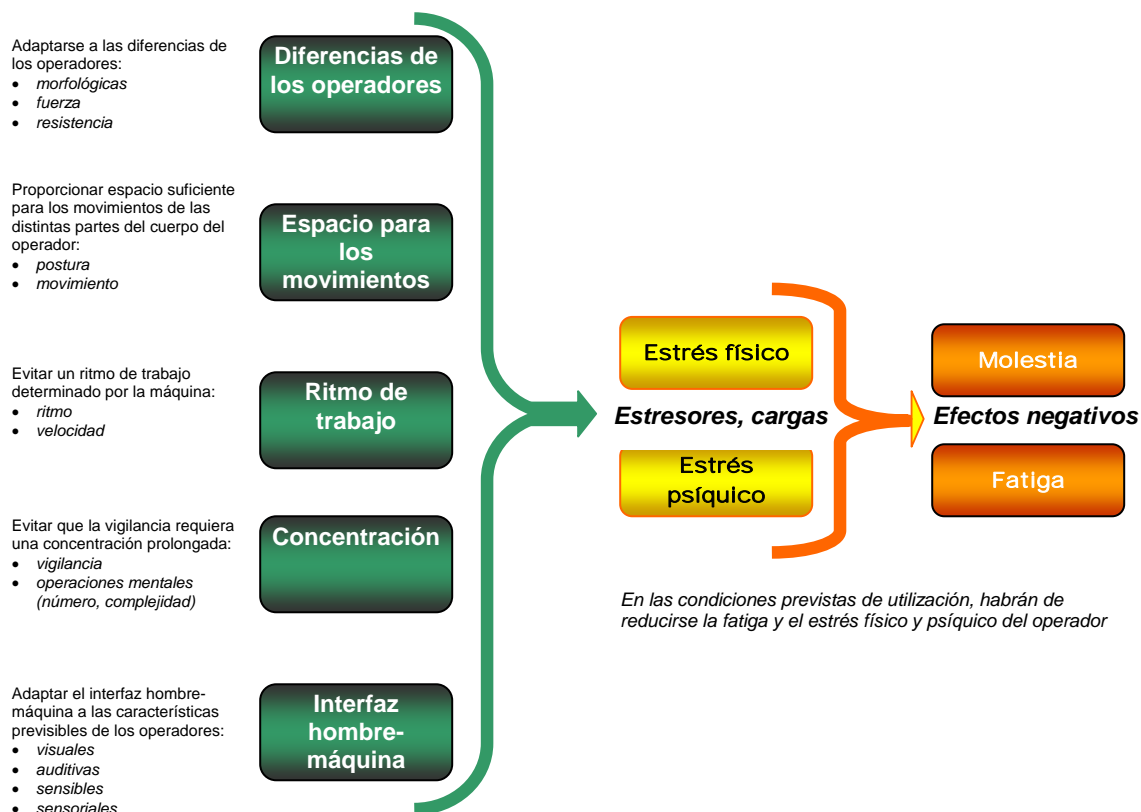 Adaptarse a las diferencias de
los operadores:
• morfológicas
• fuerza
• resistencia
Diferencias de
los operadores
Proporcionar espacio suficiente
para los movimientos de las
distintas partes del cuerpo del
operador:
• postura
• movimiento
Espacio para
los
movimientos
Evitar un ritmo de trabajo
determinado por la máquina:
• ritmo
• velocidad
Ritmo de
trabajo
Evitar que la vigilancia requiera
una concentración prolongada:
• vigilancia
• operaciones mentales
(número, complejidad)
Concentración
Adaptar el interfaz hombre-
máquina a las características
previsibles de los operadores:
• visuales
• auditivas
• sensibles
• sensoriales
Interfaz
hombre-
máquina
Estrés físico
Estresores, cargas
Estrés
psíquico
Molestia
Efectos negativos
Fatiga
En las condiciones previstas de utilización, habrán de
reducirse la fatiga y el estrés físico y psíquico del operador